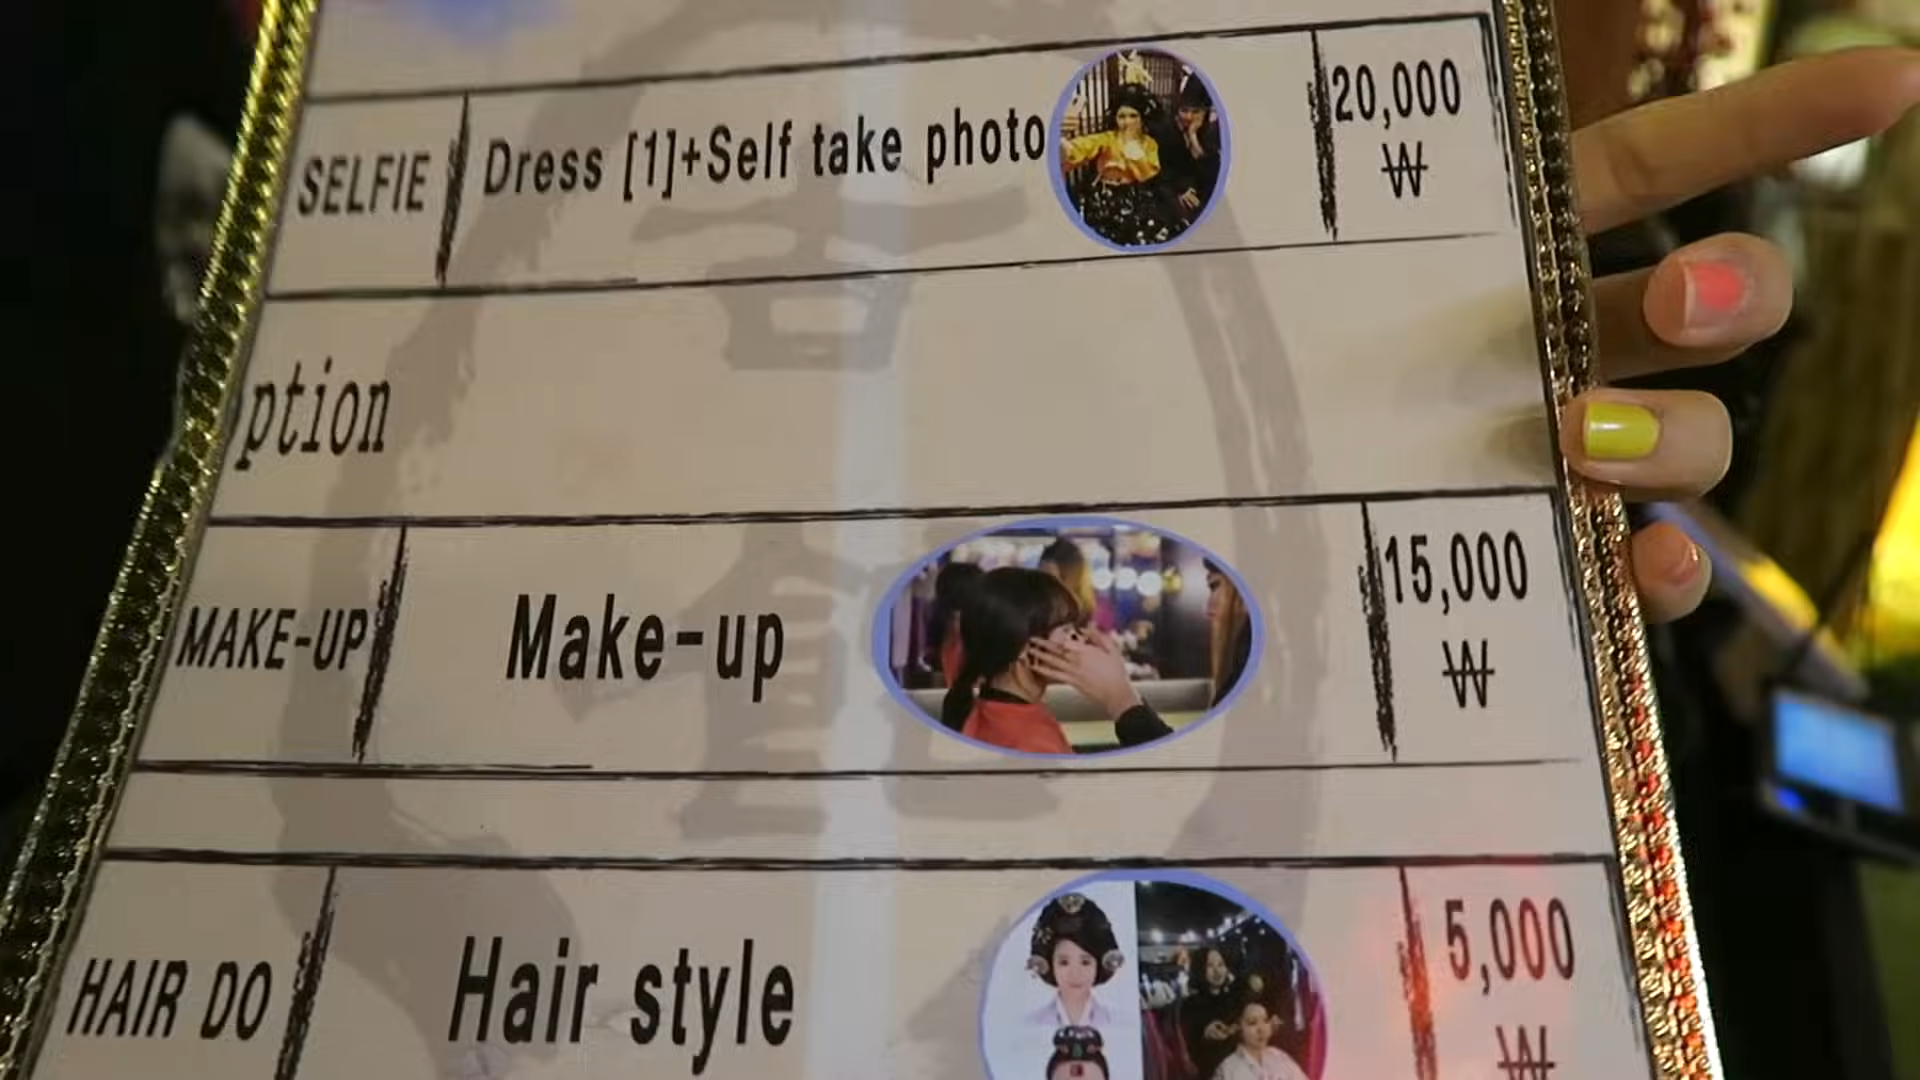 SELFIE Dress [1]+Self take photo 20,000
₩
ption
MAKE-UP Make-up 15,000
₩
HAIR DO Hair style 5,000
₩